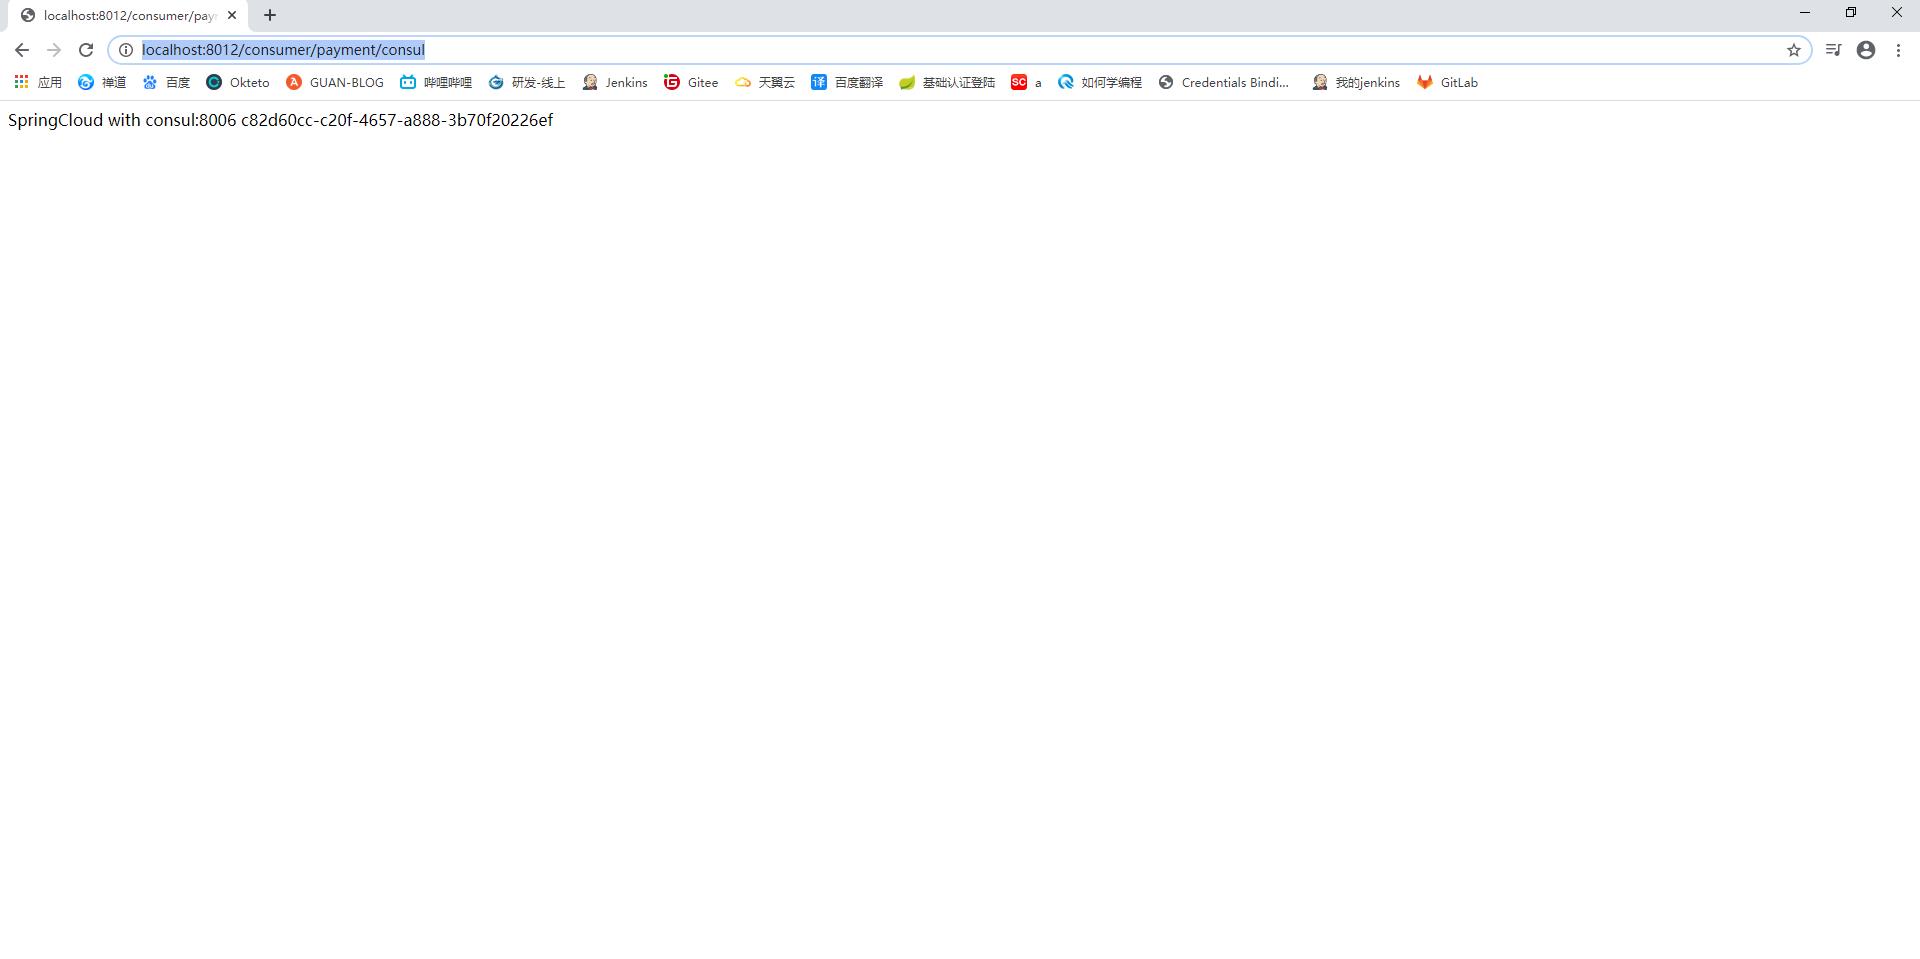 localhost:8012/consumer/pay
localhost:8012/consumer/payment/consul
应用 禅道 百度 Okteto GUAN-BLOG 哔哩哔哩 研发-线上 Jenkins Gitee 天翼云 译 百度翻译 基础认证登陆 SC a 如何学编程 Credentials Bindi... 我的jenkins GitLab
SpringCloud with consul:8006 c82d60cc-c20f-4657-a888-3b70f20226ef